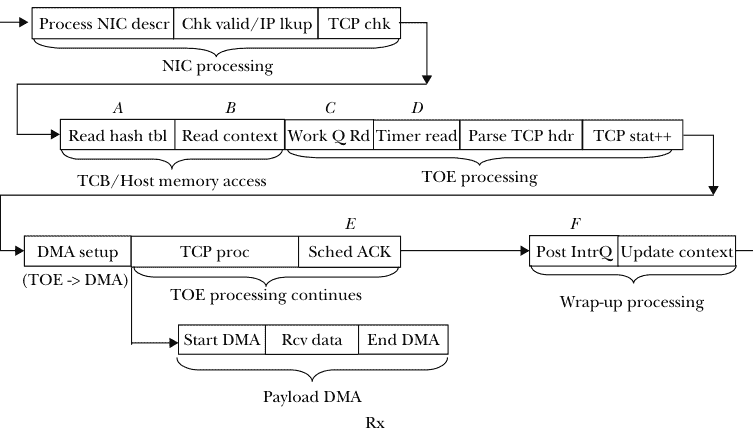 Process NIC descr Chk valid/IP lkup TCP chk
NIC processing
A B C D
Read hash tbl Read context Work Q Rd Timer read Parse TCP hdr TCP stat++
TCB/Host memory access TOE processing
E F
DMA setup TCP proc Sched ACK Post IntrQ Update context
(TOE -> DMA) TOE processing continues Wrap-up processing
Start DMA Rcv data End DMA
Payload DMA
Rx